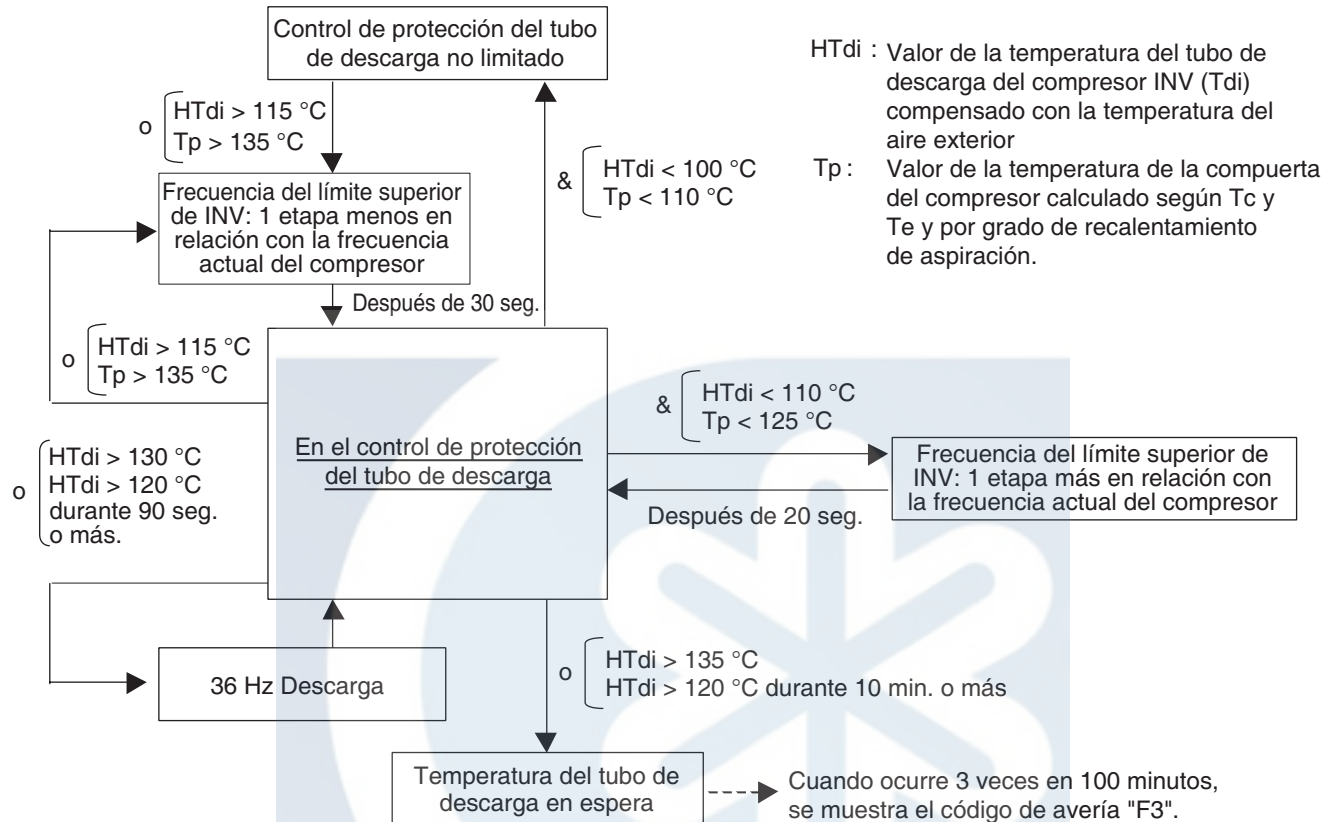 Control de protección del tubo
de descarga no limitado
HTdi : Valor de la temperatura del tubo de
descarga del compresor INV (Tdi)
compensado con la temperatura del
aire exterior
Tp : Valor de la temperatura de la compuerta
del compresor calculado según Tc y
Te y por grado de recalentamiento
de aspiración.
o
HTdi > 115 °C
Tp > 135 °C
&
HTdi < 100 °C
Tp < 110 °C
Frecuencia del límite superior
de INV: 1 etapa menos en
relación con la frecuencia
actual del compresor
Después de 30 seg.
o
HTdi > 115 °C
Tp > 135 °C
&
HTdi < 110 °C
Tp < 125 °C
En el control de protección
del tubo de descarga
Frecuencia del límite superior de
INV: 1 etapa más en relación con
la frecuencia actual del compresor
Después de 20 seg.
o
HTdi > 130 °C
HTdi > 120 °C
durante 90 seg.
o más.
36 Hz Descarga
o
HTdi > 135 °C
HTdi > 120 °C durante 10 min. o más
Temperatura del tubo de
descarga en espera
Cuando ocurre 3 veces en 100 minutos,
se muestra el código de avería "F3".